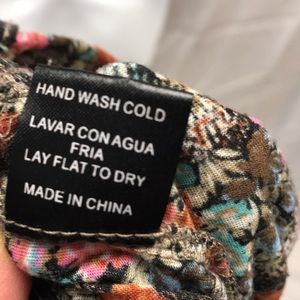 HAND WASH COLD
LAVAR CON AGUA
FRIA
LAY FLAT TO DRY
MADE IN CHINA